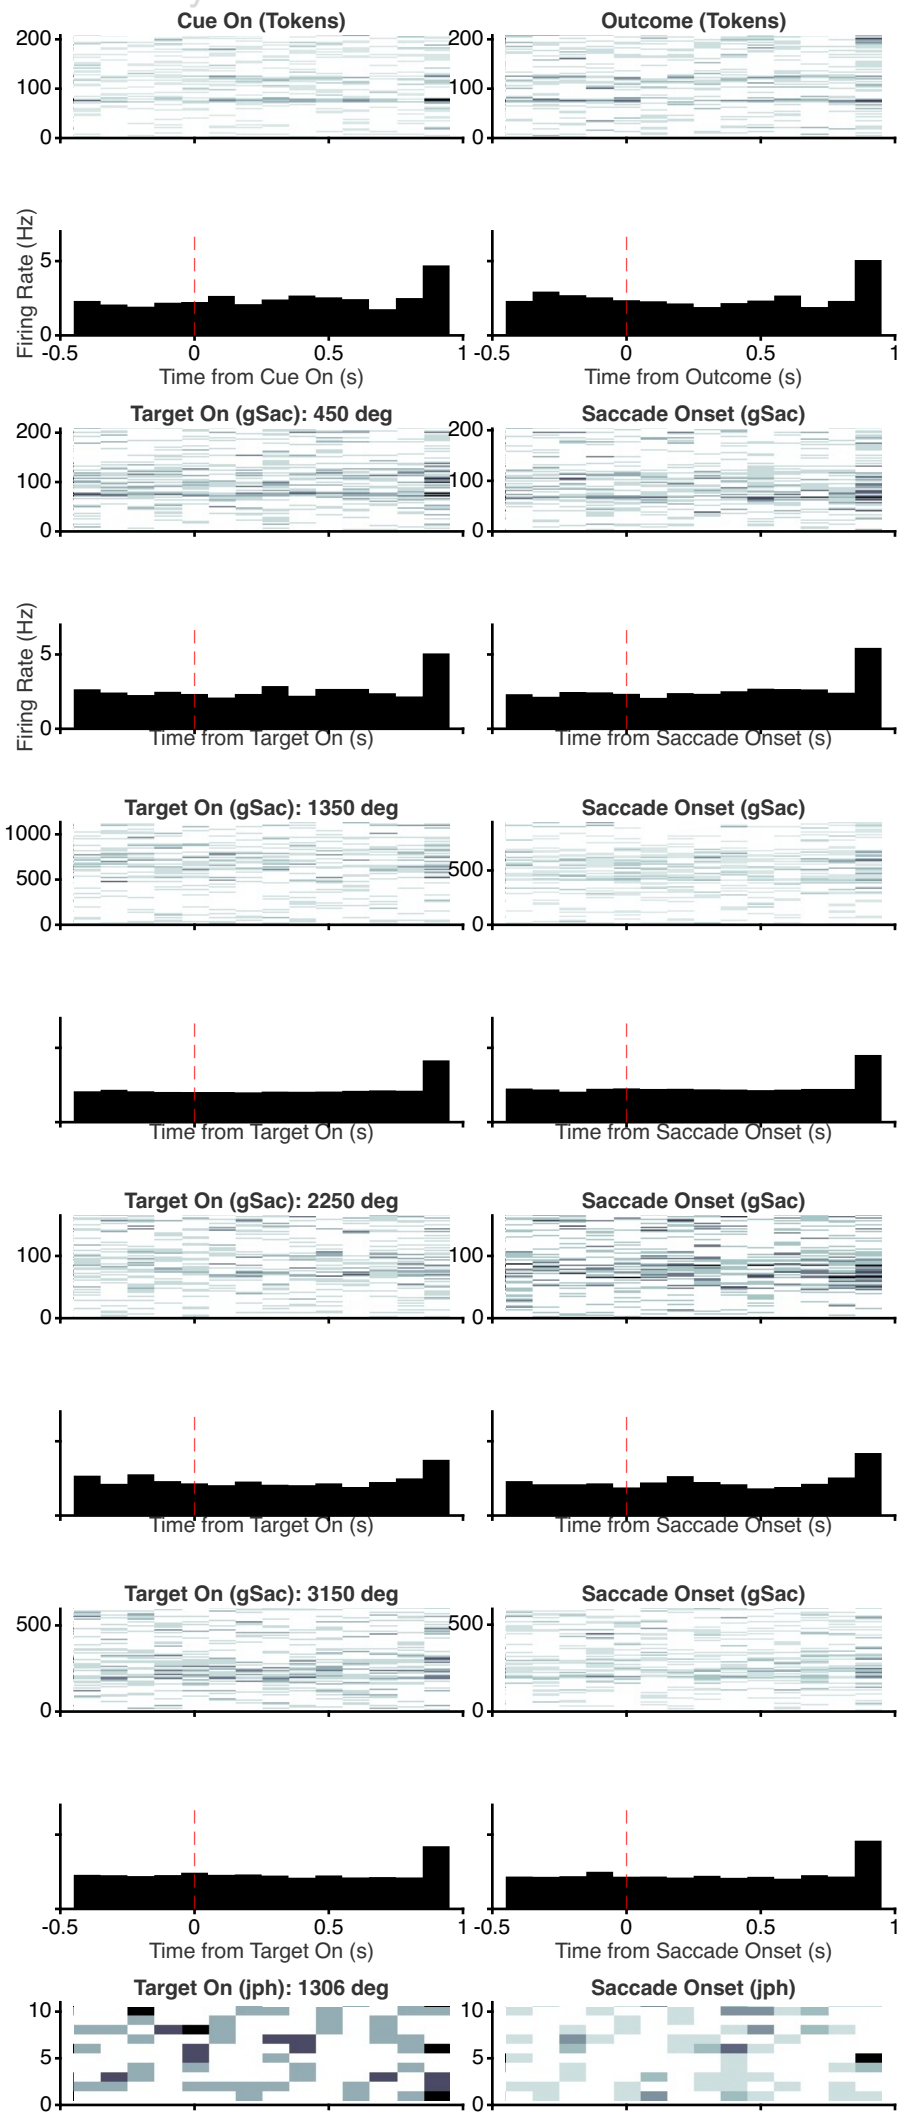 Cue On (Tokens) Outcome (Tokens)
200 200
100 100
0 0
Firing Rate (Hz)
5 5
0 0
-0.5 0 0.5 1 -0.5 0 0.5 1
Time from Cue On (s) Time from Outcome (s)
Target On (gSac): 450 deg Saccade Onset (gSac)
200 200
100 100
0 0
Firing Rate (Hz)
5 5
0 0
Time from Target On (s) Time from Saccade Onset (s)
Target On (gSac): 1350 deg Saccade Onset (gSac)
1000
500 500
0 0
Time from Target On (s) Time from Saccade Onset (s)
Target On (gSac): 2250 deg Saccade Onset (gSac)
100 100
0 0
Time from Target On (s) Time from Saccade Onset (s)
Target On (gSac): 3150 deg Saccade Onset (gSac)
500 500
0 0
-0.5 0 0.5 1 -0.5 0 0.5 1
Time from Target On (s) Time from Saccade Onset (s)
Target On (jph): 1306 deg Saccade Onset (jph)
10 10
5 5
0 0